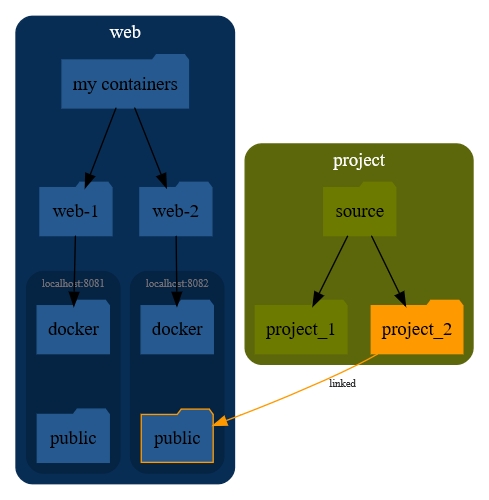 web
my containers
web-1
web-2
localhost:8081
localhost:8082
docker
docker
public
public
project
source
project_1
project_2
linked